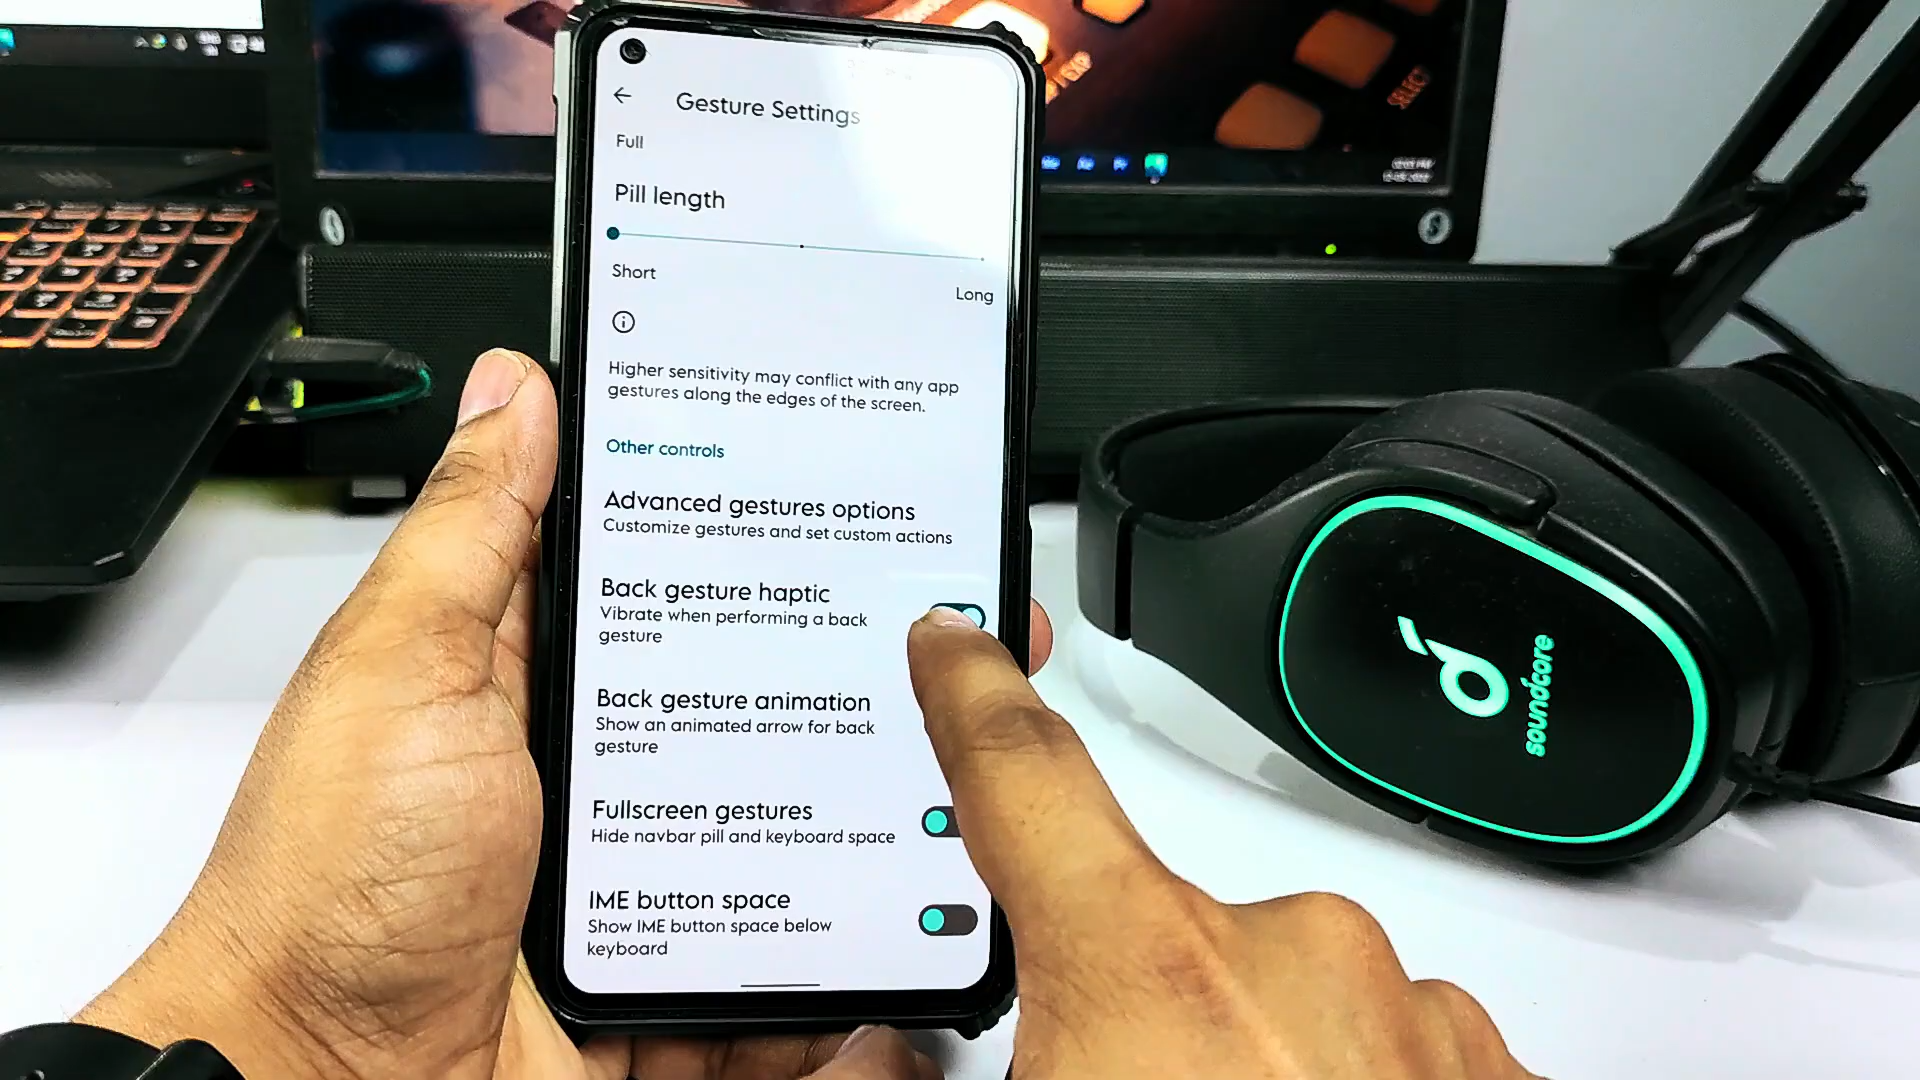 Gesture Settings
Full
Pill length
Short
Long
Higher sensitivity may conflict with any app
gestures along the edges of the screen.
Other controls
Advanced gestures options
Customize gestures and set custom actions
Back gesture haptic
Vibrate when performing a back
gesture
Back gesture animation
Show an animated arrow for back
gesture
Fullscreen gestures
Hide navbar pill and keyboard space
IME button space
Show IME button space below
keyboard
SELECT
soundcore